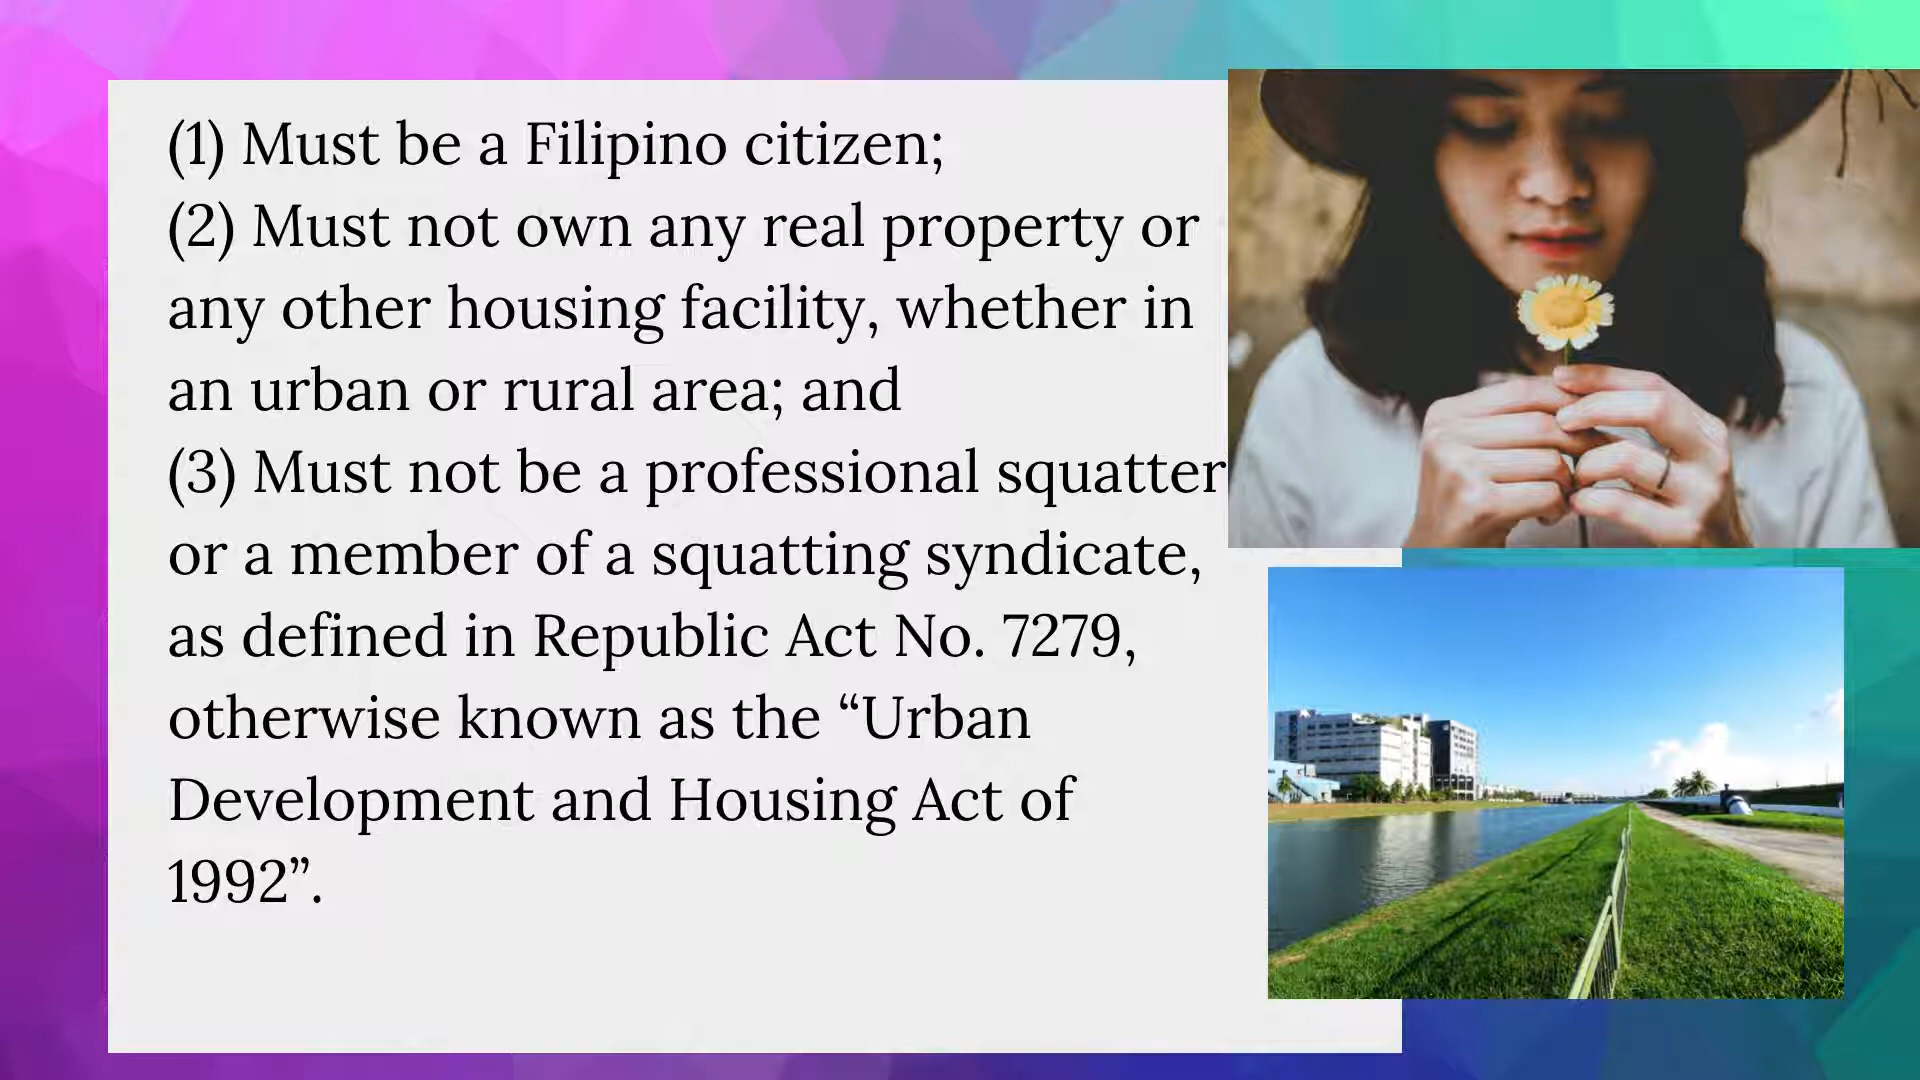 (1) Must be a Filipino citizen;
(2) Must not own any real property or
any other housing facility, whether in
an urban or rural area; and
(3) Must not be a professional squatter
or a member of a squatting syndicate,
as defined in Republic Act No. 7279,
otherwise known as the “Urban
Development and Housing Act of
1992”.